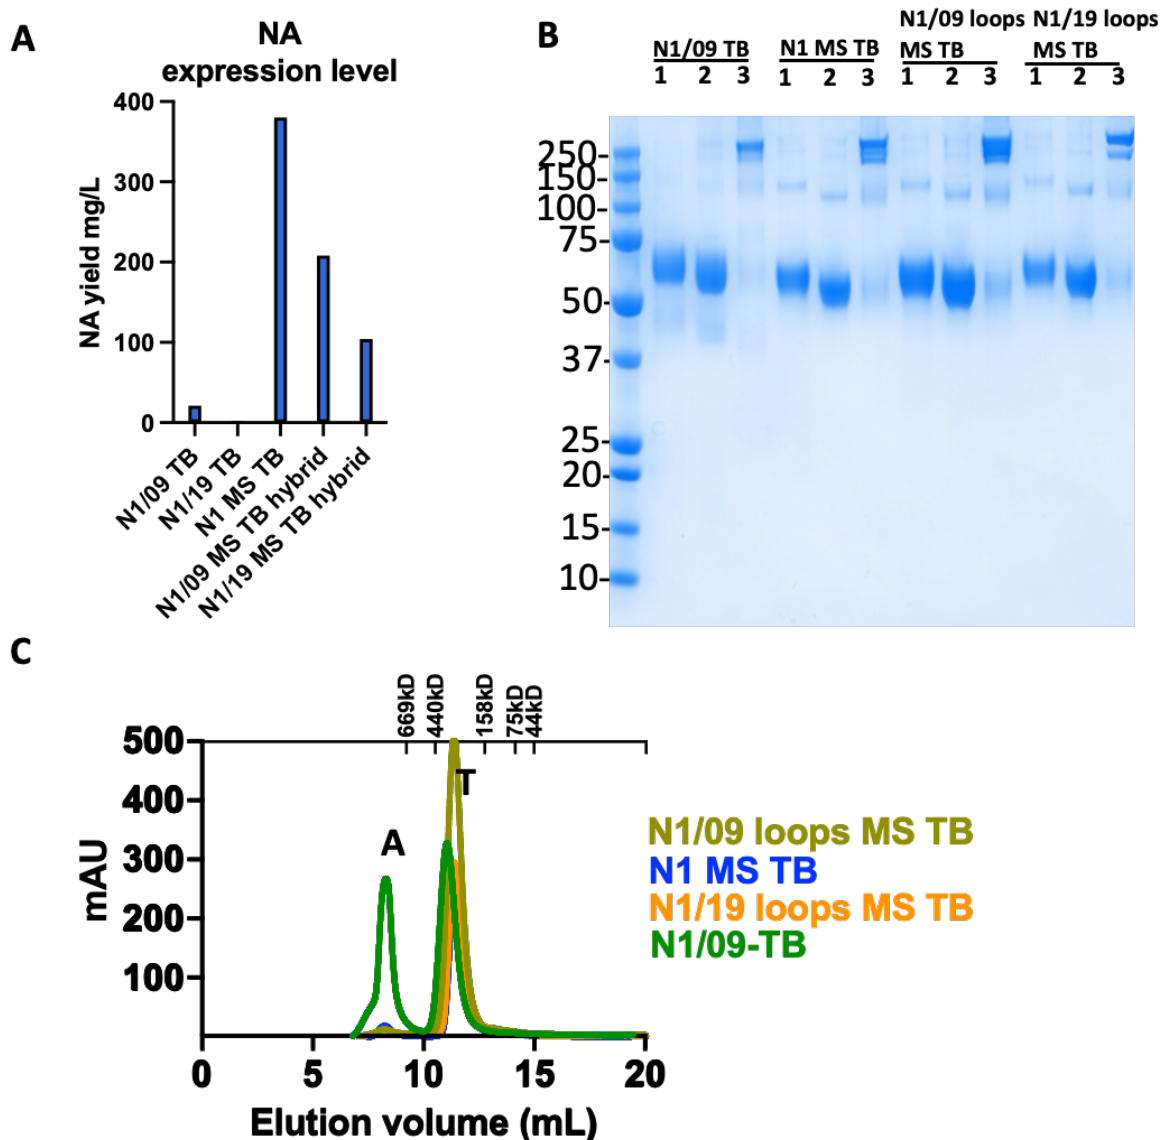 A
NA
expression level
NA yield mg/L
400
300
200
100
0
N1/09 TB
N1/19 TB
N1 MS TB
N1/09 MS TB hybrid
N1/19 MS TB hybrid
B
N1/09 TB
N1 MS TB
N1/09 loops
MS TB
N1/19 loops
MS TB
1 2 3
1 2 3
1 2 3
1 2 3
250-
150-
100-
75-
50-
37-
25-
20-
15-
10-
C
669kD
440kD
158kD
75kD
44kD
mAU
500
400
300
200
100
A
T
0 5 10 15 20
Elution volume (mL)
N1/09 loops MS TB
N1 MS TB
N1/19 loops MS TB
N1/09-TB